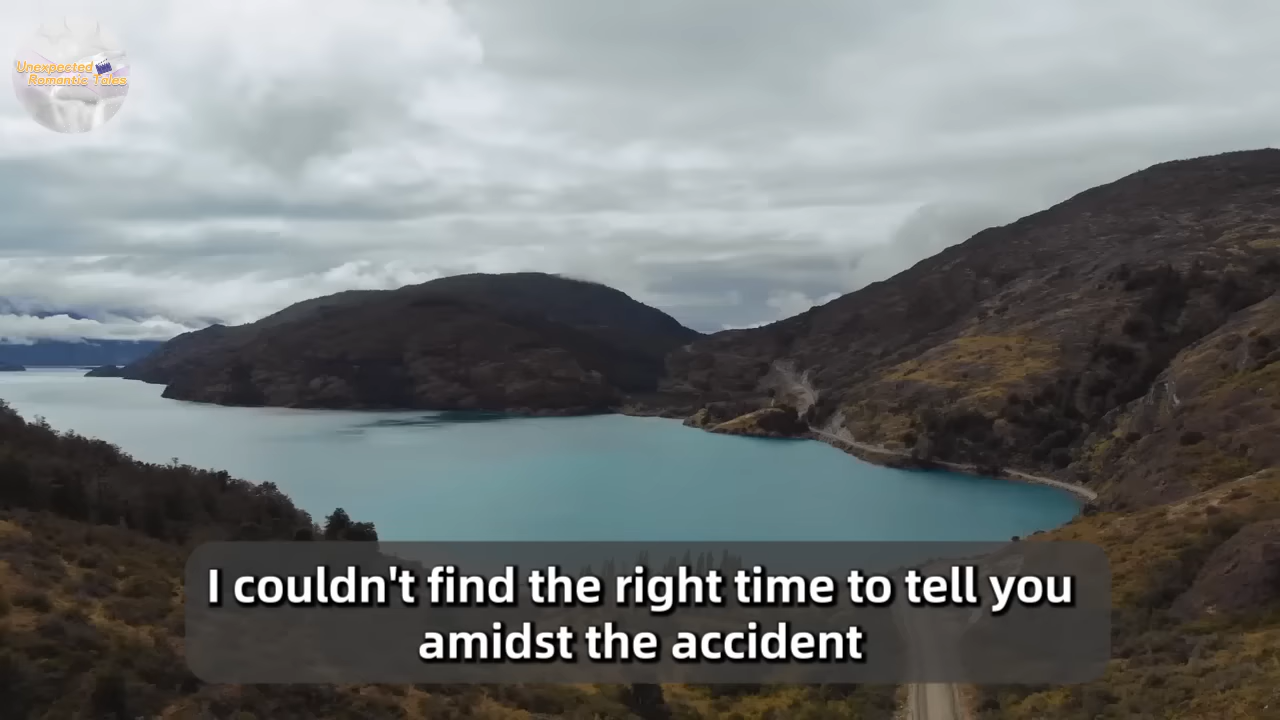 Unexpected
Romantic Tales
I couldn't find the right time to tell you
amidst the accident